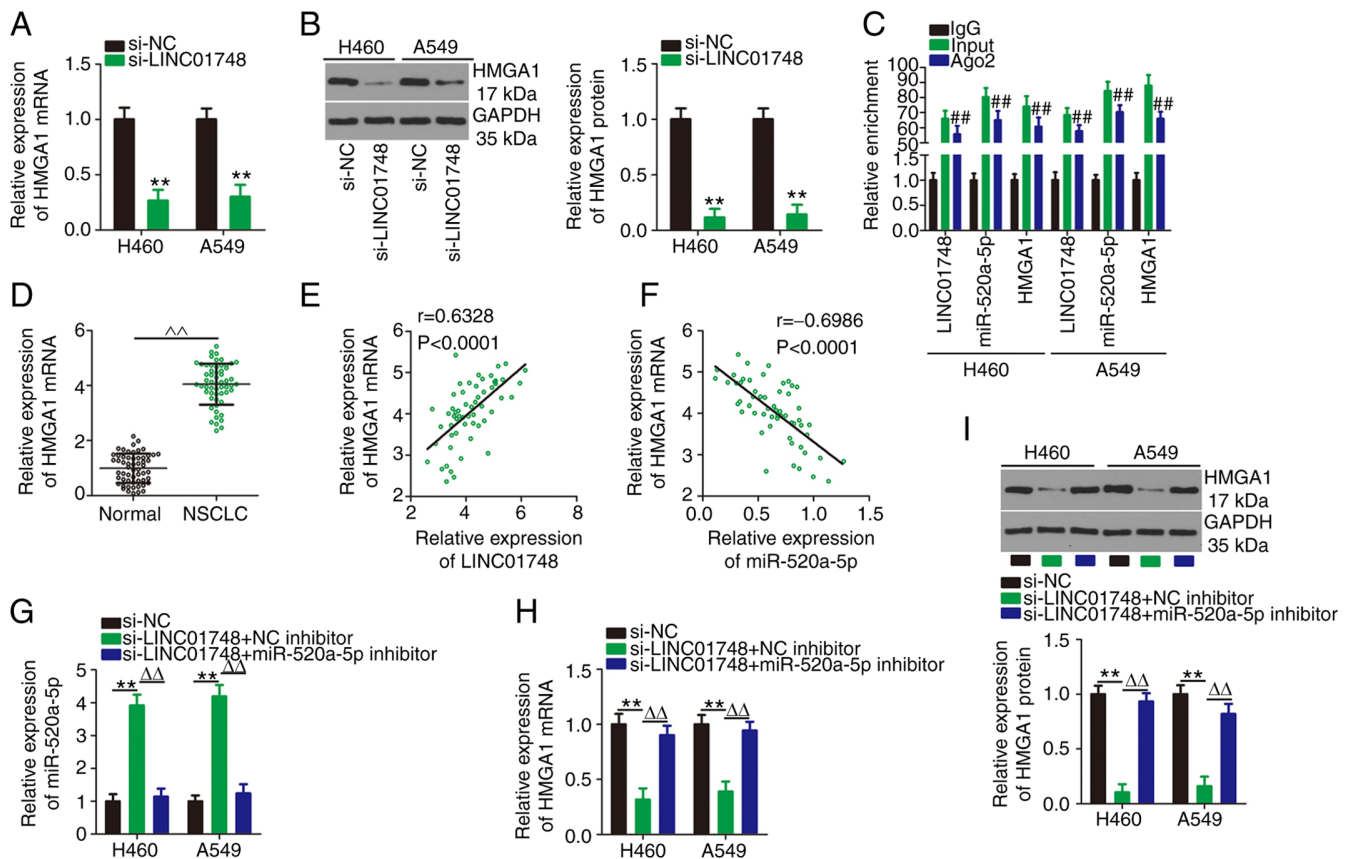 A
si-NC
si-LINC01748
Relative expression
of HMGA1 mRNA
1.5
1.0
0.5
0.0
**
**
H460
A549
B
H460
A549
HMGA1
17 kDa
GAPDH
35 kDa
si-NC
si-LINC01748
si-NC
si-LINC01748
si-NC
si-LINC01748
Relative expression
of HMGA1 protein
1.5
1.0
0.5
0.0
**
**
H460
A549
C
IgG
Input
Ago2
Relative enrichment
100
90
80
70
60
50
1.5
1.0
0.5
0.0
##
##
##
##
##
##
LINC01748
miR-520a-5p
HMGA1
LINC01748
miR-520a-5p
HMGA1
H460
A549
D
Relative expression
of HMGA1 mRNA
6
4
2
0
^^
Normal
NSCLC
E
r=0.6328
P<0.0001
Relative expression
of HMGA1 mRNA
6
5
4
3
2
2
4
6
8
Relative expression
of LINC01748
F
r=−0.6986
P<0.0001
Relative expression
of HMGA1 mRNA
6
5
4
3
2
0.0
0.5
1.0
1.5
Relative expression
of miR-520a-5p
G
si-NC
si-LINC01748+NC inhibitor
si-LINC01748+miR-520a-5p inhibitor
Relative expression
of miR-520a-5p
5
4
3
2
1
0
**
ΔΔ
**
ΔΔ
H460
A549
H
si-NC
si-LINC01748+NC inhibitor
si-LINC01748+miR-520a-5p inhibitor
Relative expression
of HMGA1 mRNA
1.5
1.0
0.5
0.0
**
ΔΔ
**
ΔΔ
H460
A549
I
H460
A549
HMGA1
17 kDa
GAPDH
35 kDa
si-NC
si-LINC01748+NC inhibitor
si-LINC01748+miR-520a-5p inhibitor
Relative expression
of HMGA1 protein
1.5
1.0
0.5
0.0
**
ΔΔ
**
ΔΔ
H460
A549